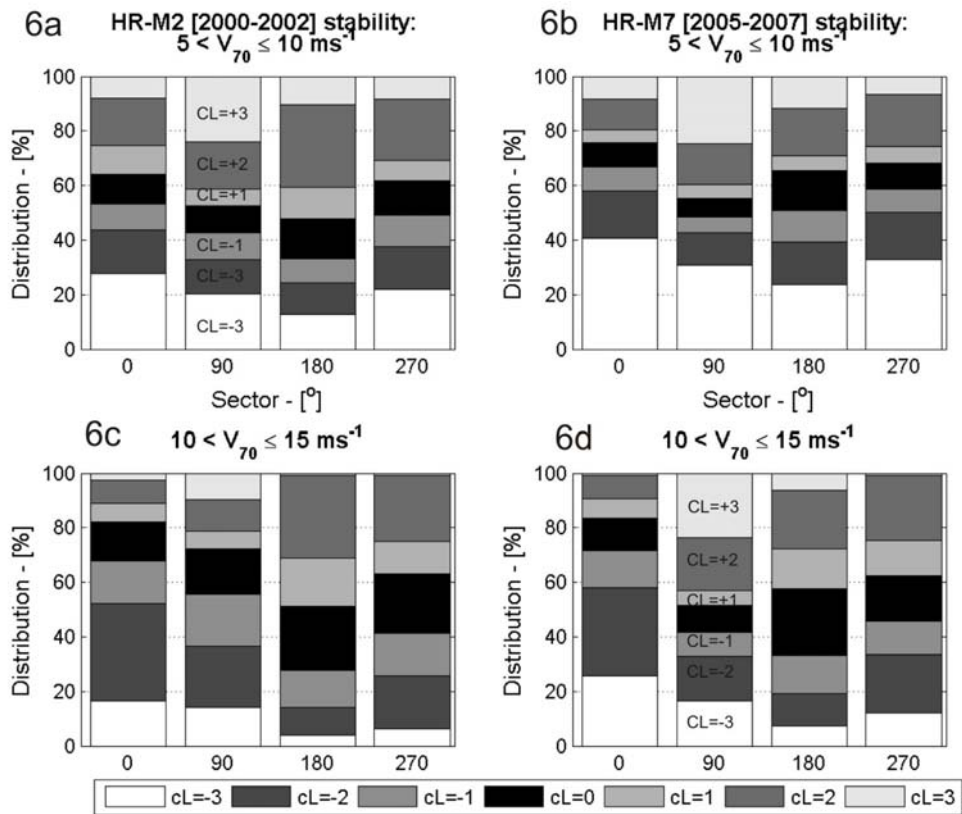 6a
HR-M2 [2000-2002] stability:
5 < V₇₀ ≤ 10 ms⁻¹
6b
HR-M7 [2005-2007] stability:
5 < V₇₀ ≤ 10 ms⁻¹
Distribution - [%]
100
80
60
40
20
0
CL=+3
CL=+2
CL=+1
CL=-1
CL=-3
CL=-3
0 90 180 270
Sector - [°]
Distribution - [%]
100
80
60
40
20
0
0 90 180 270
Sector - [°]
6c
10 < V₇₀ ≤ 15 ms⁻¹
6d
10 < V₇₀ ≤ 15 ms⁻¹
Distribution - [%]
100
80
60
40
20
0
0 90 180 270
Distribution - [%]
100
80
60
40
20
0
CL=+3
CL=+2
CL=+1
CL=-1
CL=-2
CL=-3
0 90 180 270
cL=-3 cL=-2 cL=-1 cL=0 cL=1 cL=2 cL=3